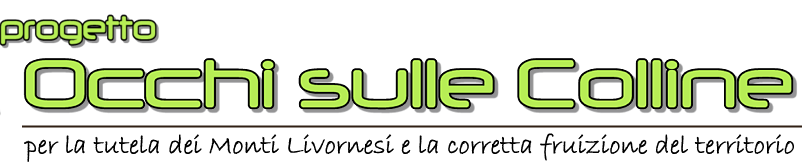 progetto
Occhi sulle Colline
per la tutela dei Monti Livornesi e la corretta fruizione del territorio